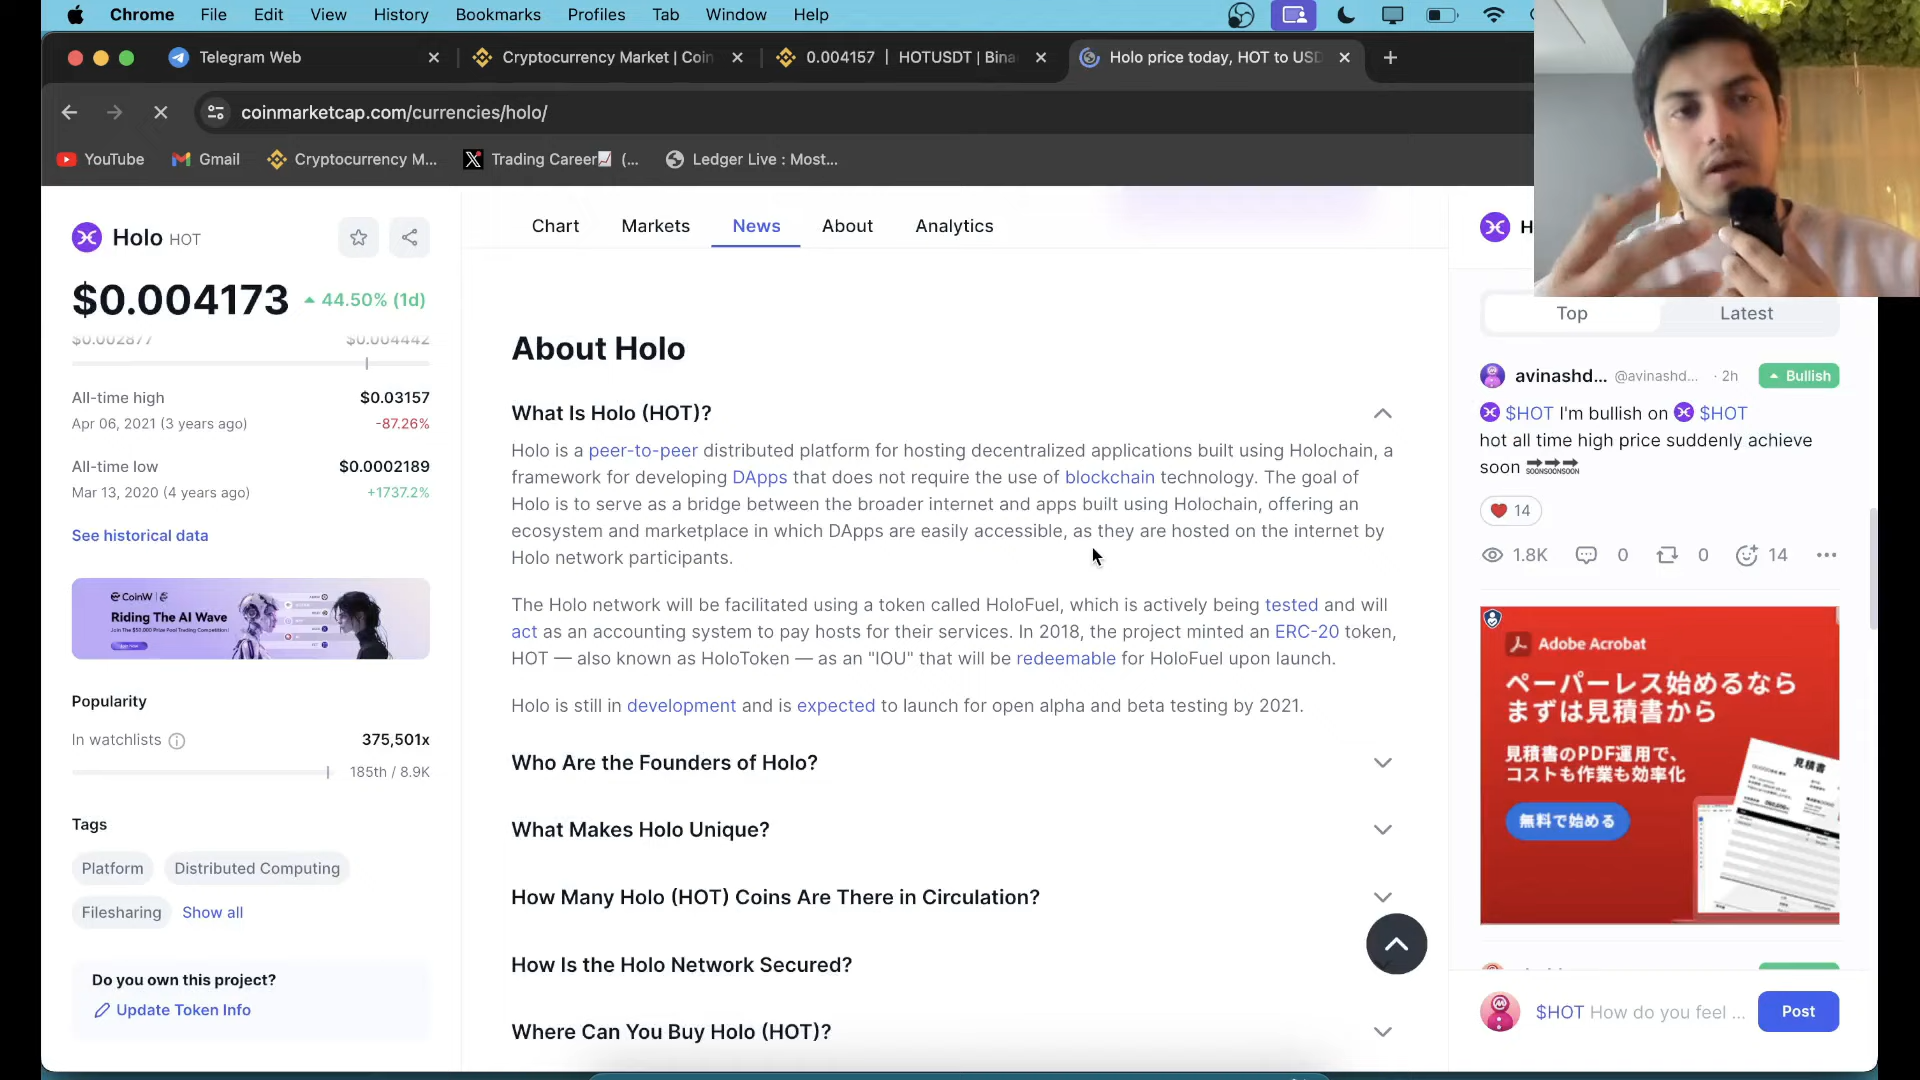 Chrome File Edit View History Bookmarks Profiles Tab Window Help
Telegram Web
Cryptocurrency Market | Coin
0.004157 | HOTUSDT | Bina
Holo price today, HOT to USD
coinmarketcap.com/currencies/holo/
YouTube
Gmail
Cryptocurrency M...
Trading Career (...
Ledger Live : Most...
Holo HOT
$0.004173 44.50% (1d)
$0.002877 $0.004442
All-time high $0.03157
Apr 06, 2021 (3 years ago) -87.26%
All-time low $0.0002189
Mar 13, 2020 (4 years ago) +1737.2%
See historical data
CoinW
Riding The AI Wave
Join The $50,000 Prize Pool Trading Competition!
Popularity
In watchlists 375,501x
185th / 8.9K
Tags
Platform
Distributed Computing
Filesharing
Show all
Do you own this project?
Update Token Info
Chart Markets News About Analytics
About Holo
What Is Holo (HOT)?
Holo is a peer-to-peer distributed platform for hosting decentralized applications built using Holochain, a
framework for developing DApps that does not require the use of blockchain technology. The goal of
Holo is to serve as a bridge between the broader internet and apps built using Holochain, offering an
ecosystem and marketplace in which DApps are easily accessible, as they are hosted on the internet by
Holo network participants.
The Holo network will be facilitated using a token called HoloFuel, which is actively being tested and will
act as an accounting system to pay hosts for their services. In 2018, the project minted an ERC-20 token,
HOT — also known as HoloToken — as an "IOU" that will be redeemable for HoloFuel upon launch.
Holo is still in development and is expected to launch for open alpha and beta testing by 2021.
Who Are the Founders of Holo?
What Makes Holo Unique?
How Many Holo (HOT) Coins Are There in Circulation?
How Is the Holo Network Secured?
Where Can You Buy Holo (HOT)?
H
Top Latest
avinashd... @avinashd... · 2h Bullish
$HOT I'm bullish on $HOT
hot all time high price suddenly achieve
soon SOONSOONSOON
14
1.8K 0 0 14
Adobe Acrobat
ペーパーレス始めるなら
まずは見積書から
見積書のPDF運用で、
コストも作業も効率化
無料で始める
見積書
$HOT How do you feel ...
Post